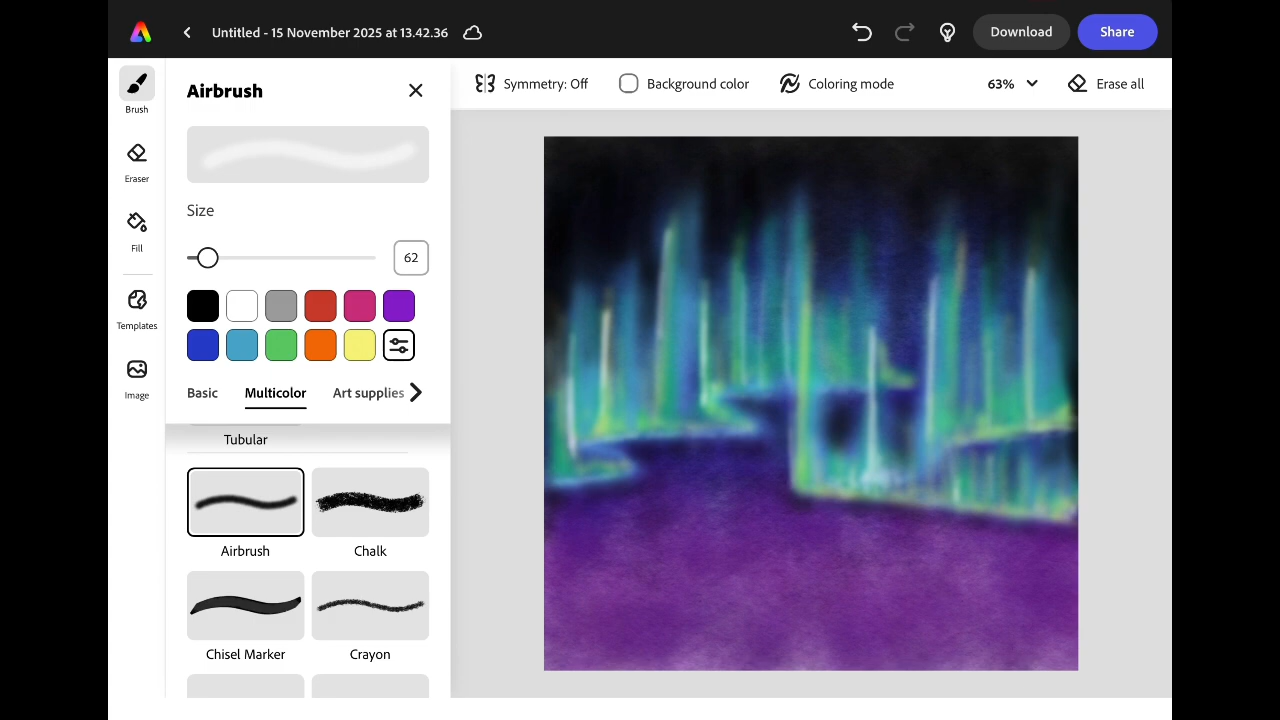 Untitled - 15 November 2025 at 13.42.36
Download
Share
Brush
Eraser
Fill
Templates
Image
Airbrush
Size
62
Basic
Multicolor
Art supplies
Tubular
Airbrush
Chalk
Chisel Marker
Crayon
Symmetry: Off
Background color
Coloring mode
63%
Erase all